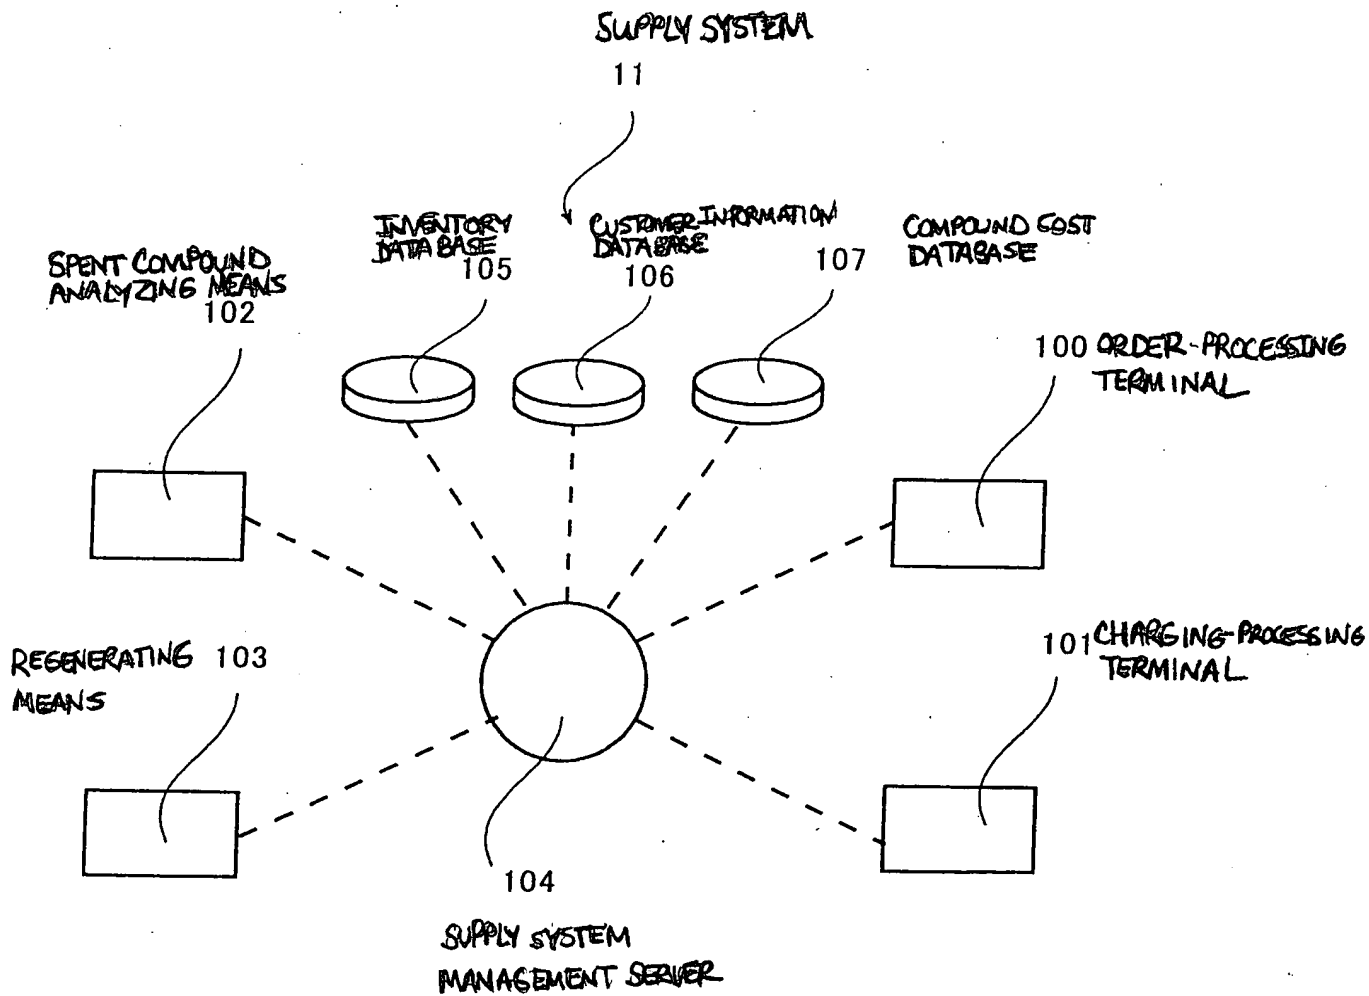 SUPPLY SYSTEM
11
INVENTORY
DATABASE
105
CUSTOMER INFORMATION
DATABASE
106
107
COMPOUND COST
DATABASE
SPENT COMPOUND
ANALYZING MEANS
102
100 ORDER-PROCESSING
TERMINAL
REGENERATING 103
MEANS
101 CHARGING-PROCESSING
TERMINAL
104
SUPPLY SYSTEM
MANAGEMENT SERVER